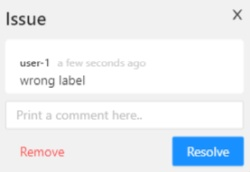 Issue X
user-1 a few seconds ago
wrong label
Print a comment here..
Remove Resolve